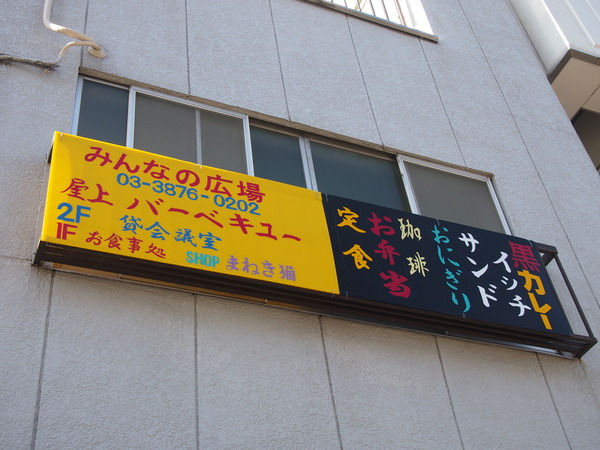 みんなの広場
03-3876-0202
屋上 バーベキュー
2F 貸会議室
1F お食事処
SHOP まねき猫
黒カレー
サンドイッチ
おにぎり
珈琲
お弁当
定食